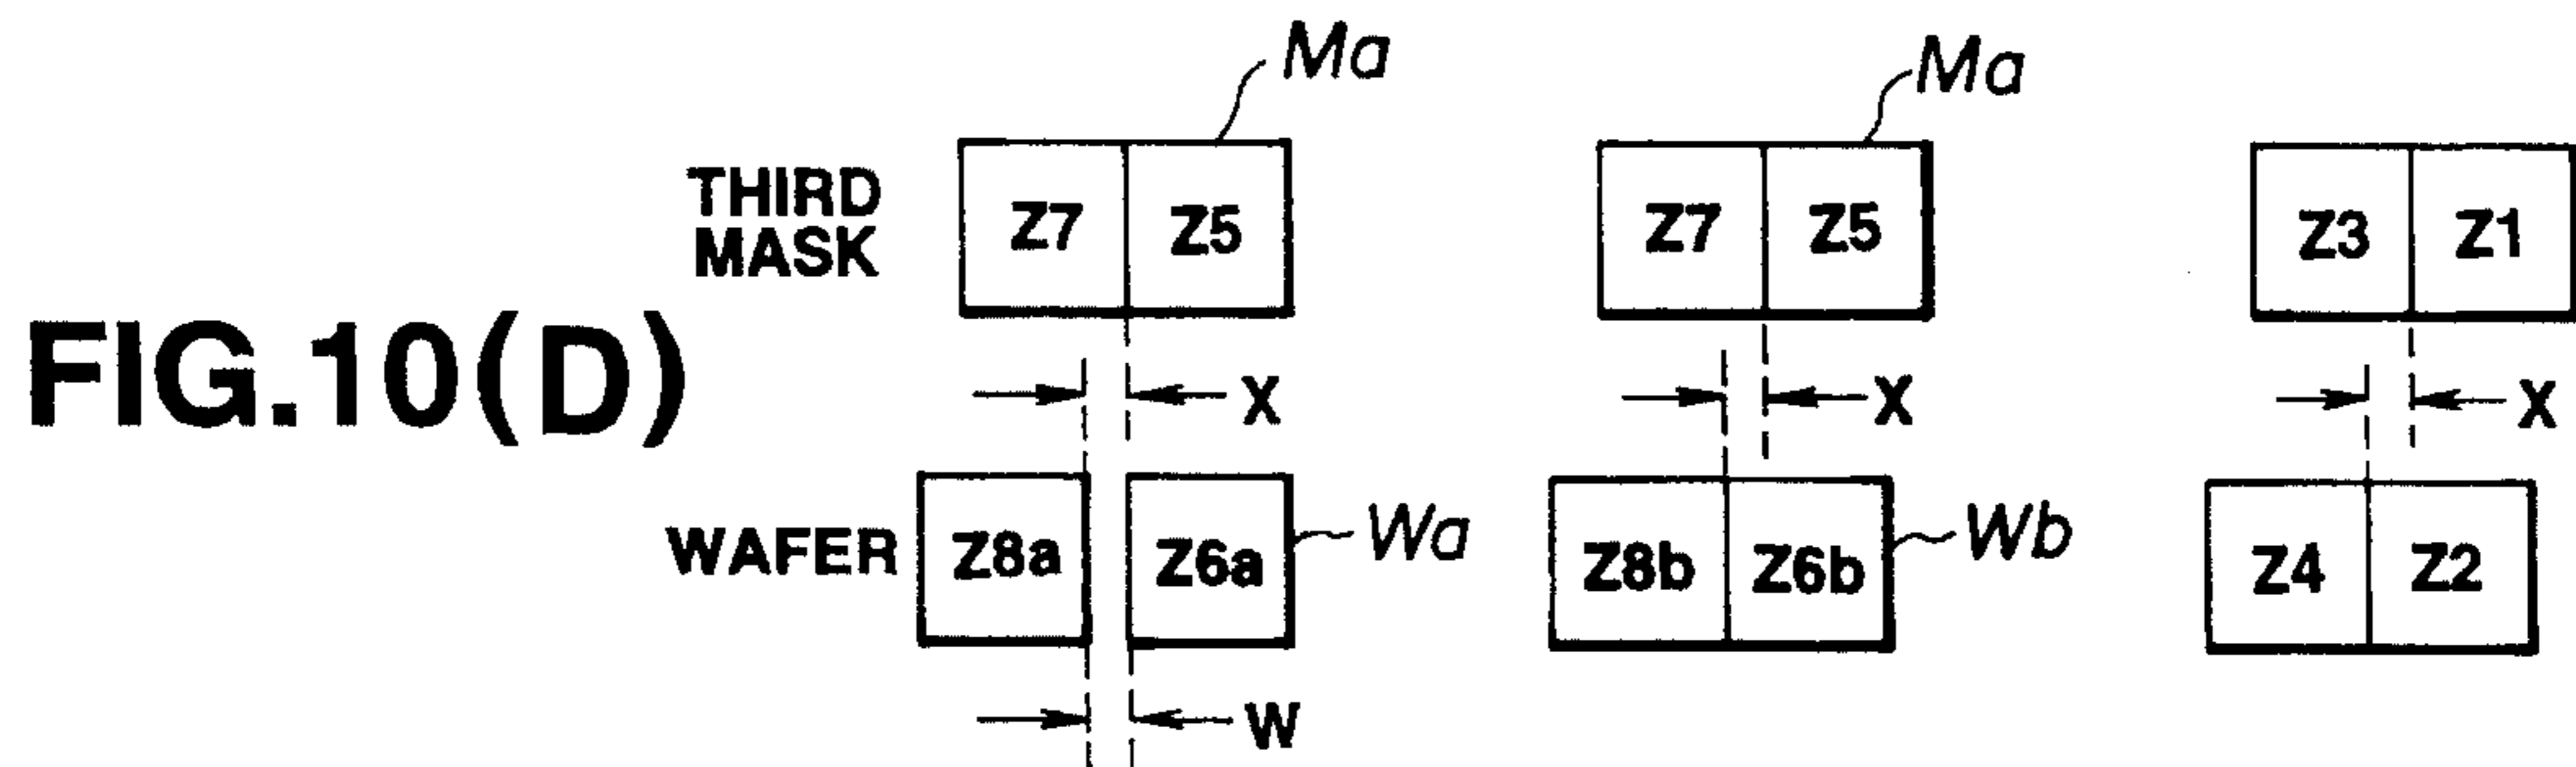 Ma
Ma
THIRD
MASK
Z7 Z5
Z7 Z5
Z3 Z1
FIG.10(D)
X
X
X
WAFER
Z8a Z6a
Wa
Z8b Z6b
Wb
Z4 Z2
W